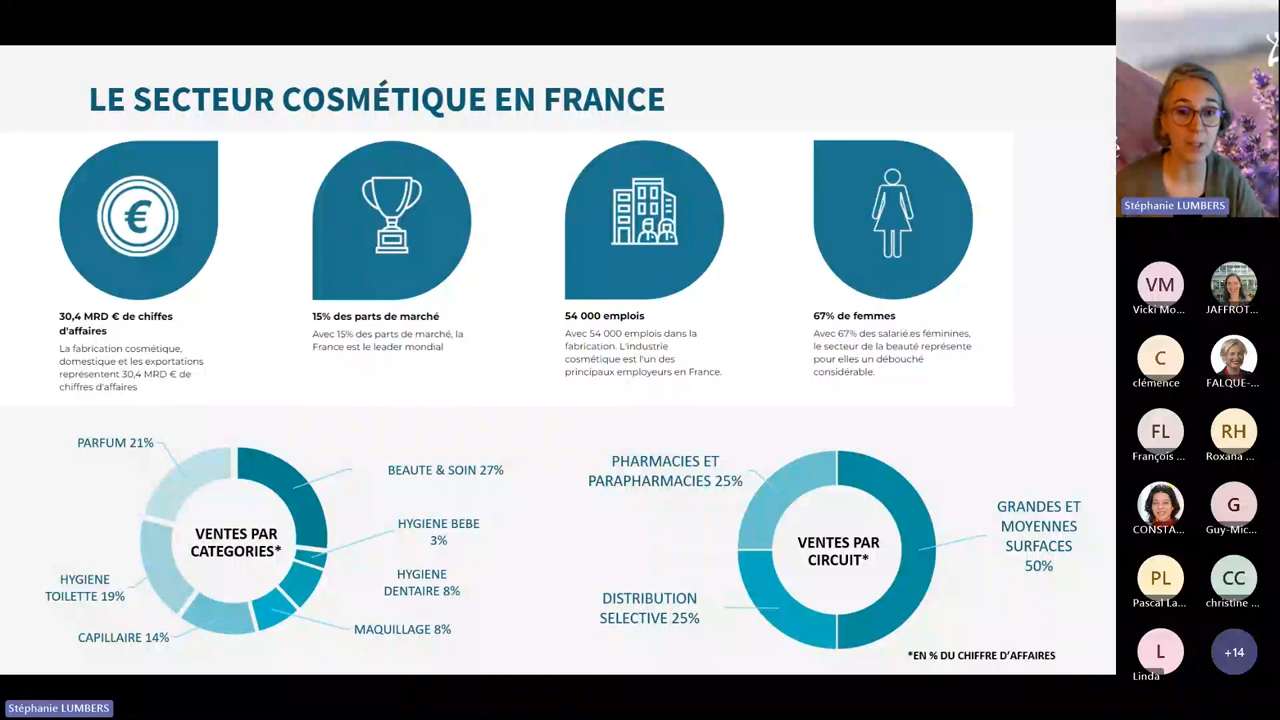 LE SECTEUR COSMÉTIQUE EN FRANCE
€
30,4 MRD € de chiffes
d'affaires
La fabrication cosmétique,
domestique et les exportations
représentent 30,4 MRD € de
chiffres d'affaires
15% des parts de marché
Avec 15% des parts de marché, la
France est le leader mondial
54 000 emplois
Avec 54 000 emplois dans la
fabrication. L'industrie
cosmétique est l'un des
principaux employeurs en France.
67% de femmes
Avec 67% des salarié.es féminines,
le secteur de la beauté représente
pour elles un débouché
considérable.
PARFUM 21%
BEAUTE & SOIN 27%
HYGIENE BEBE
3%
HYGIENE
DENTAIRE 8%
MAQUILLAGE 8%
CAPILLAIRE 14%
HYGIENE
TOILETTE 19%
VENTES PAR
CATEGORIES*
PHARMACIES ET
PARAPHARMACIES 25%
GRANDES ET
MOYENNES
SURFACES
50%
DISTRIBUTION
SELECTIVE 25%
VENTES PAR
CIRCUIT*
*EN % DU CHIFFRE D'AFFAIRES
Stéphanie LUMBERS
VM
Vicki Mo...
JAFFROT...
C
clémence
FALQUE-...
FL
François ...
RH
Roxana ...
CONSTA...
G
Guy-Mic...
PL
Pascal La...
CC
christine ...
L
Linda
+14
Stéphanie LUMBERS